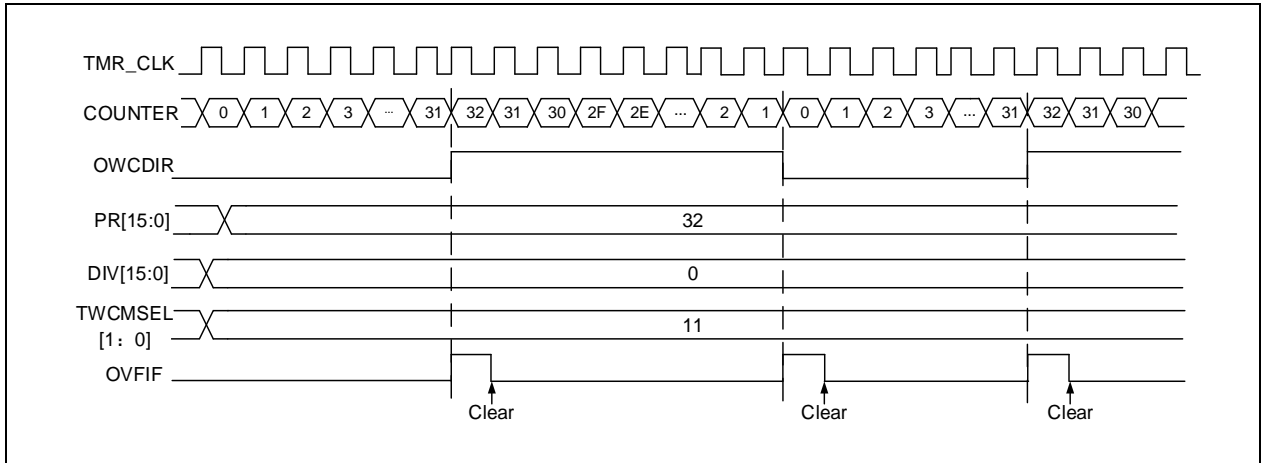 TMR_CLK
COUNTER 0 1 2 3 ... 31 32 31 30 2F 2E ... 2 1 0 1 2 3 ... 31 32 31 30
OWCDIR
PR[15:0] 32
DIV[15:0] 0
TWCMSEL
[1：0] 11
OVFIF
Clear Clear Clear